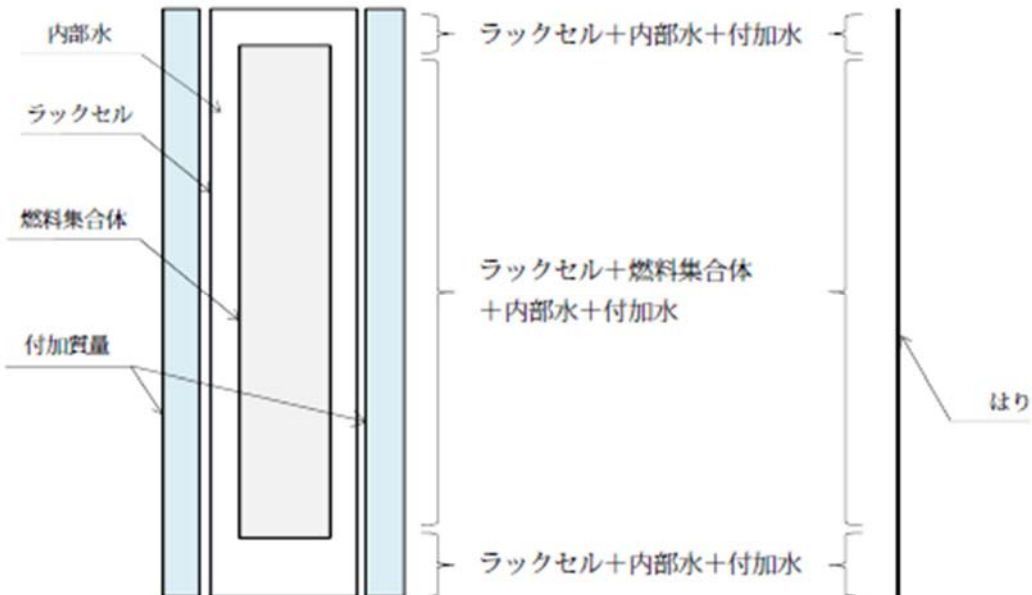 内部水
ラックセル
燃料集合体
付加質量
ラックセル＋内部水＋付加水
ラックセル＋燃料集合体
＋内部水＋付加水
ラックセル＋内部水＋付加水
はり